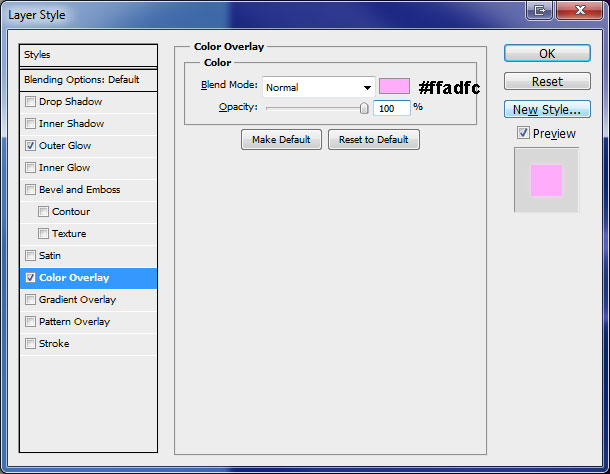 Layer Style
Styles
Blending Options: Default
Drop Shadow
Inner Shadow
Outer Glow
Inner Glow
Bevel and Emboss
Contour
Texture
Satin
Color Overlay
Gradient Overlay
Pattern Overlay
Stroke
Color Overlay
Color
Blend Mode: Normal #ffadfc
Opacity: 100 %
Make Default Reset to Default
OK
Reset
New Style...
Preview